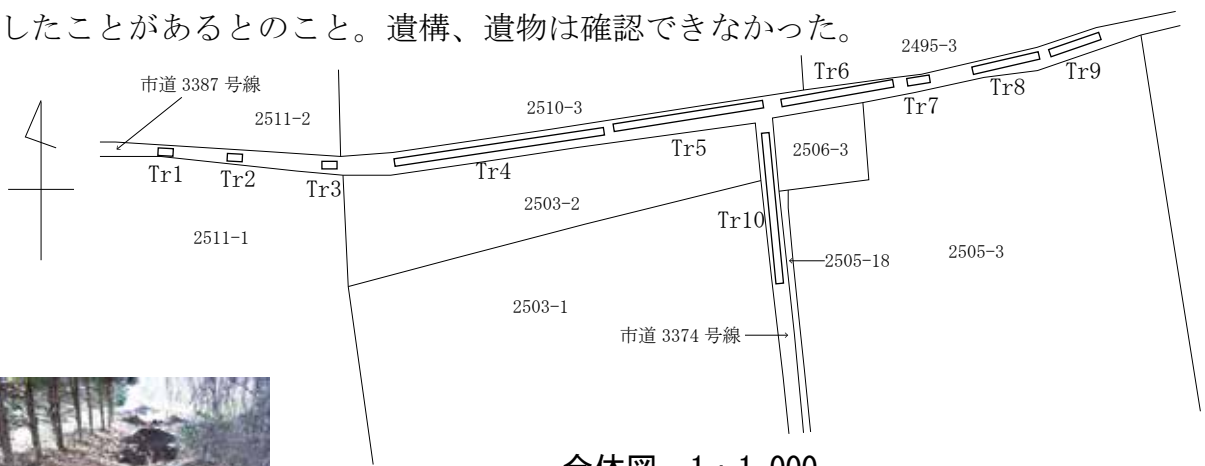 したことがあるとのこと。遺構、遺物は確認できなかった。
2495-3
市道 3387 号線
2511-2
2510-3
Tr6
Tr7
Tr8
Tr9
Tr1
Tr2
Tr3
Tr4
Tr5
2506-3
2503-2
Tr10
2511-1
2505-18
2505-3
2503-1
市道 3374 号線
全体図 1:1,000